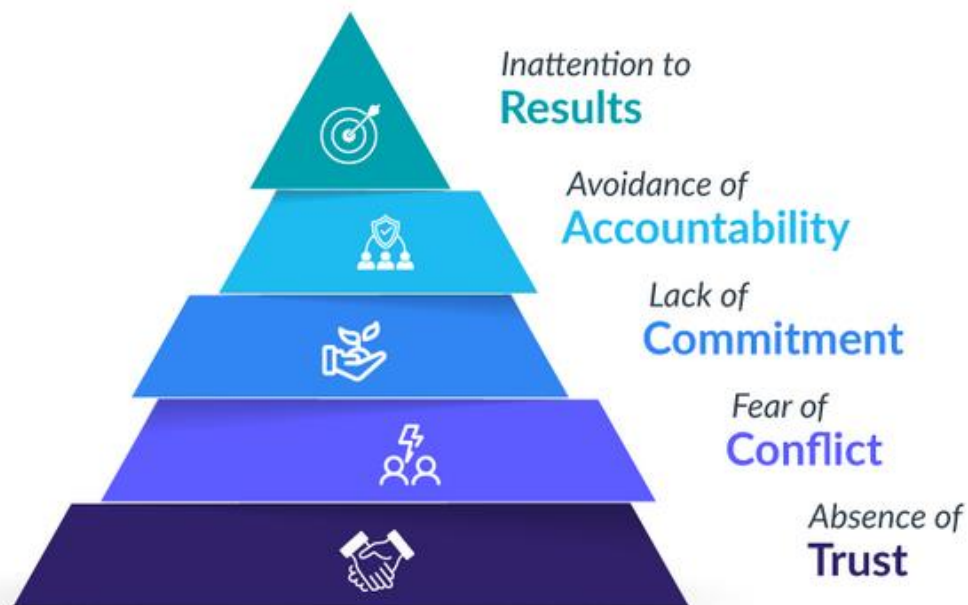 Inattention to
Results
Avoidance of
Accountability
Lack of
Commitment
Fear of
Conflict
Absence of
Trust